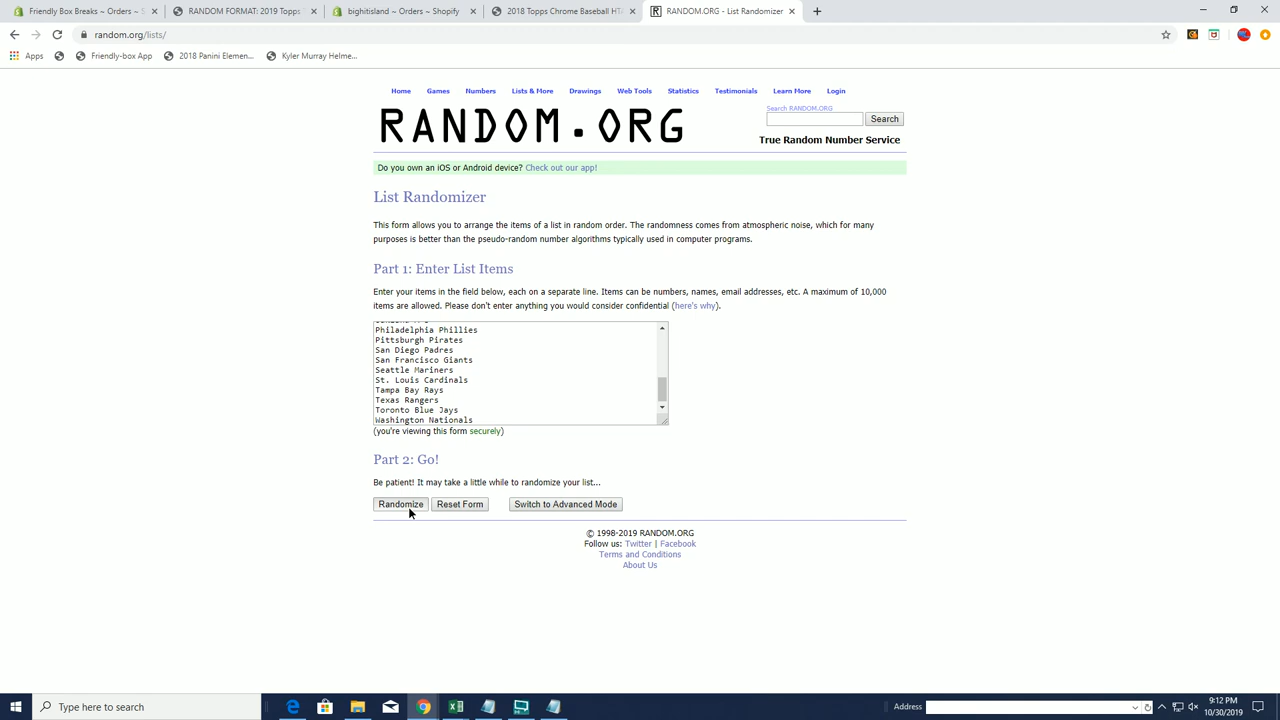 Friendly Box Breaks ~ Orders ~ S
RANDOM FORMAT: 2019 Topps
bighitisland ~ Orders ~ Shopify
2018 Topps Chrome Baseball HT
RANDOM.ORG - List Randomizer
random.org/lists/
Apps
Friendly-box App
2018 Panini Elemen...
Kyler Murray Helme...
Home
Games
Numbers
Lists & More
Drawings
Web Tools
Statistics
Testimonials
Learn More
Login
RANDOM.ORG
Search RANDOM.ORG
Search
True Random Number Service
Do you own an iOS or Android device? Check out our app!
List Randomizer
This form allows you to arrange the items of a list in random order. The randomness comes from atmospheric noise, which for many
purposes is better than the pseudo-random number algorithms typically used in computer programs.
Part 1: Enter List Items
Enter your items in the field below, each on a separate line. Items can be numbers, names, email addresses, etc. A maximum of 10,000
items are allowed. Please don't enter anything you would consider confidential (here's why).
Philadelphia Phillies
Pittsburgh Pirates
San Diego Padres
San Francisco Giants
Seattle Mariners
St. Louis Cardinals
Tampa Bay Rays
Texas Rangers
Toronto Blue Jays
Washington Nationals
(you're viewing this form securely)
Part 2: Go!
Be patient! It may take a little while to randomize your list...
Randomize
Reset Form
Switch to Advanced Mode
© 1998-2019 RANDOM.ORG
Follow us: Twitter | Facebook
Terms and Conditions
About Us
Type here to search
Address
9:12 PM
10/30/2019